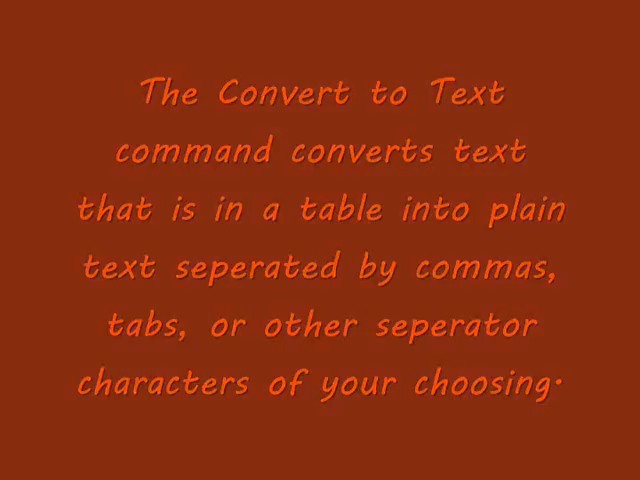 The Convert to Text
command converts text
that is in a table into plain
text seperated by commas,
tabs, or other seperator
characters of your choosing.